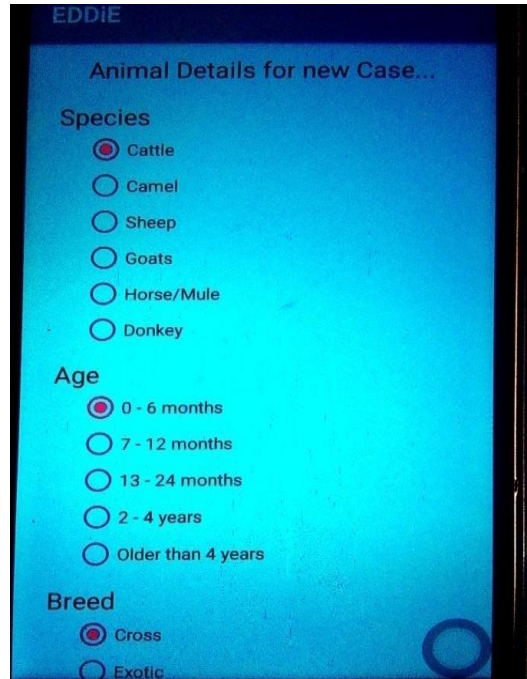 EDDiE
Animal Details for new Case...
Species
Cattle
Camel
Sheep
Goats
Horse/Mule
Donkey
Age
0 - 6 months
7 - 12 months
13 - 24 months
2 - 4 years
Older than 4 years
Breed
Cross
Exotic